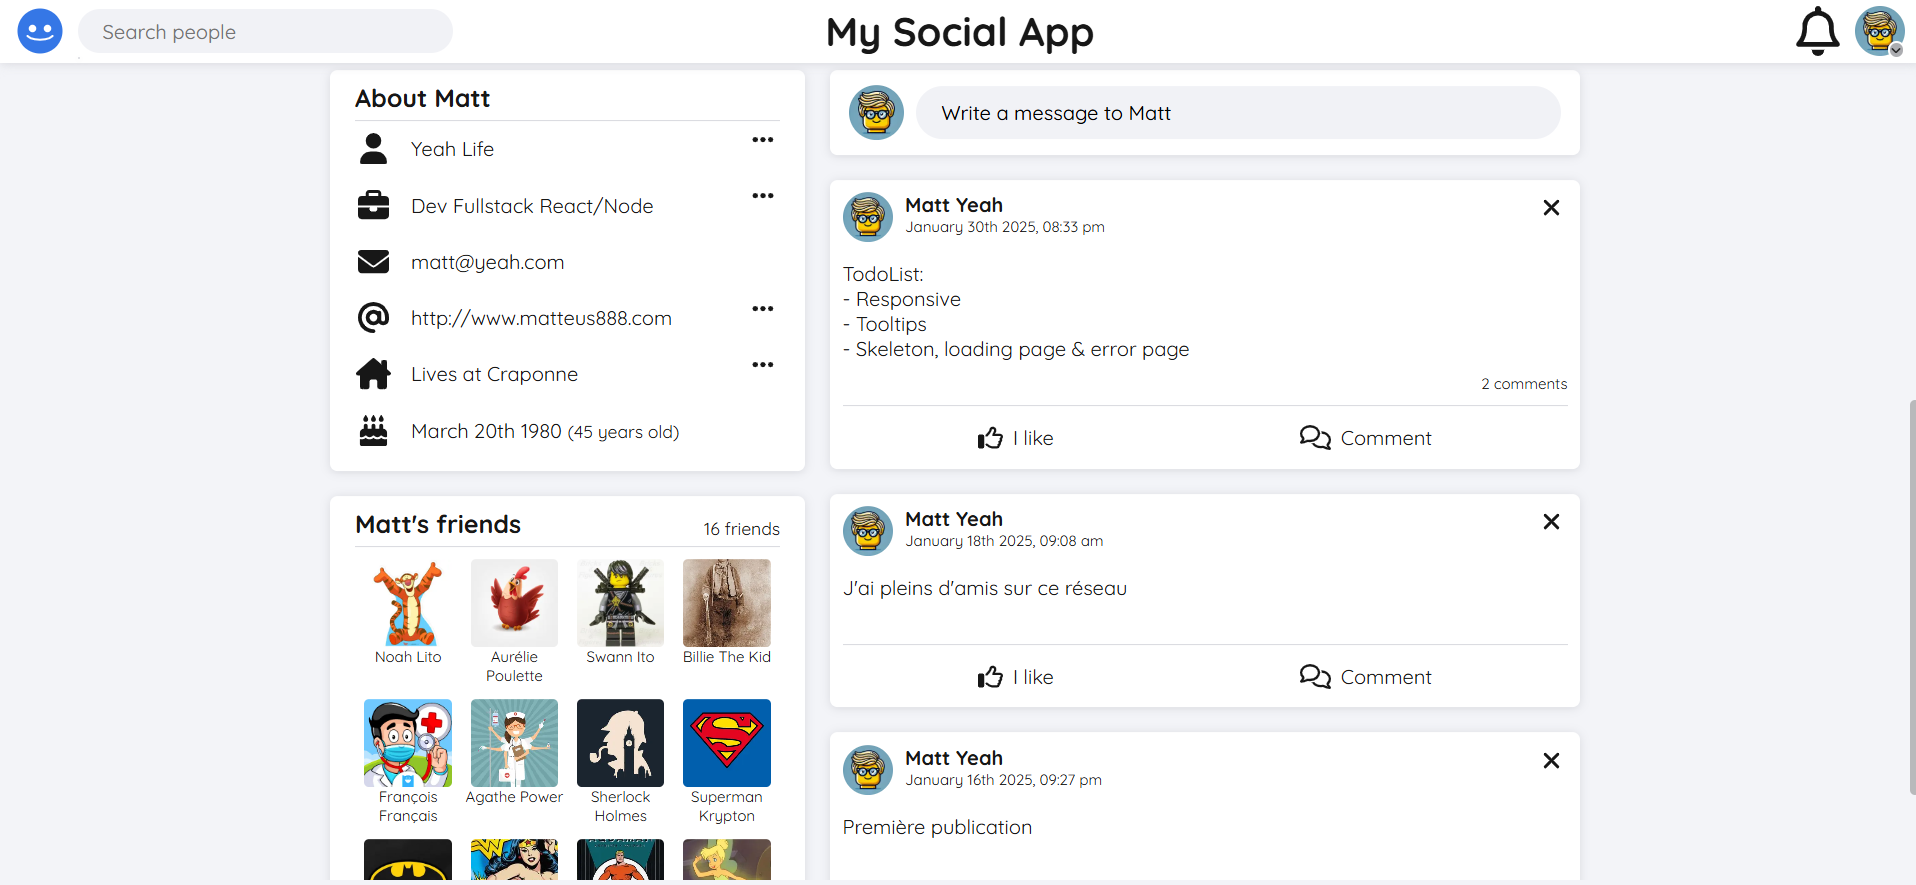 Search people
My Social App
About Matt
Yeah Life
Dev Fullstack React/Node
matt@yeah.com
http://www.matteus888.com
Lives at Craponne
March 20th 1980 (45 years old)
Matt's friends
16 friends
Noah Lito
Aurélie
Poulette
Swann Ito
Billie The Kid
François
Français
Agathe Power
Sherlock
Holmes
Superman
Krypton
Write a message to Matt
Matt Yeah
January 30th 2025, 08:33 pm
TodoList:
- Responsive
- Tooltips
- Skeleton, loading page & error page
2 comments
I like
Comment
Matt Yeah
January 18th 2025, 09:08 am
J'ai pleins d'amis sur ce réseau
I like
Comment
Matt Yeah
January 16th 2025, 09:27 pm
Première publication